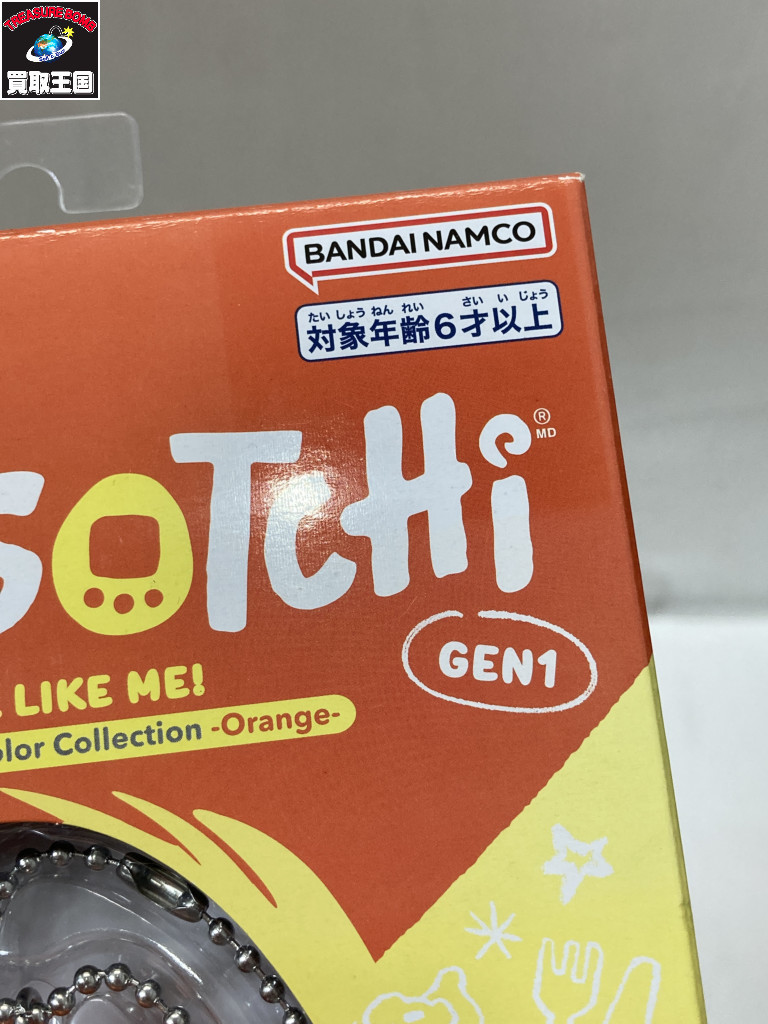 TREASURE BOMB
買取王国
BANDAI NAMCO
たいしょうねんれい さいいじょう
対象年齢6才以上
SOTCHi
® MD
GEN1
LIKE ME!
olor Collection -Orange-